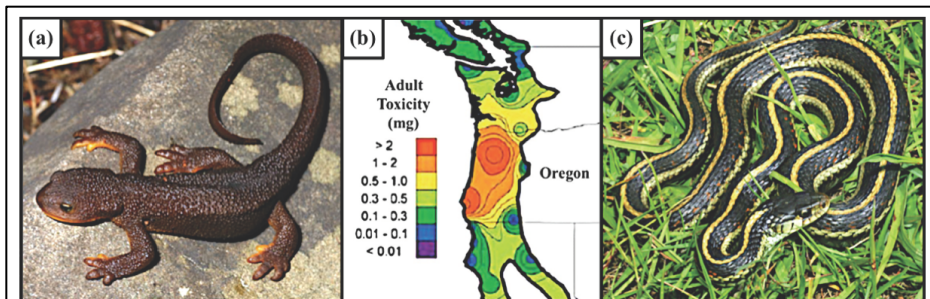 (a)
(b)
(c)
Adult
Toxicity
(mg)
> 2
1 - 2
0.5 - 1.0
0.3 - 0.5
0.1 - 0.3
0.01 - 0.1
< 0.01
Oregon